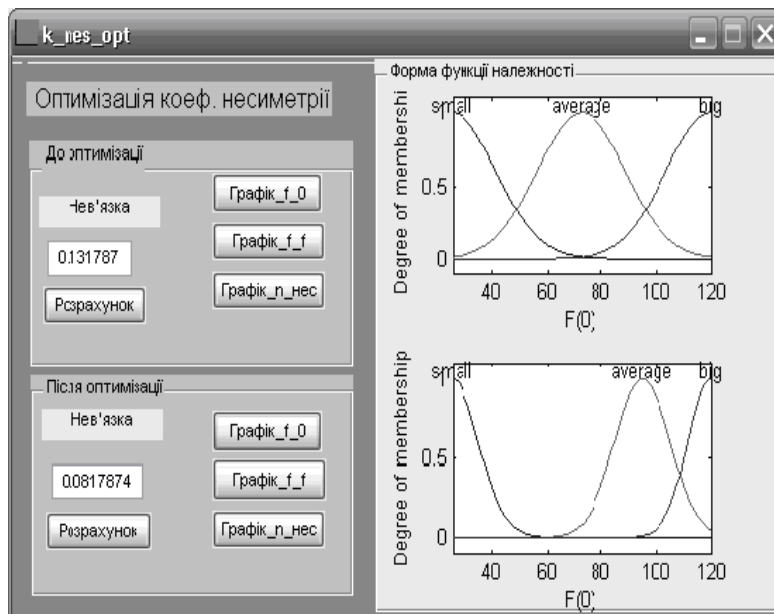 k_nes_opt
Оптимізація коеф. несиметрії
До оптимізації
Нев'язка
0.131787
Розрахунок
Графік_f_0
Графік_f_f
Графік_n_нес
Після оптимізації
Нев'язка
0.0817874
Розрахунок
Графік_f_0
Графік_f_f
Графік_n_нес
Форма функції належності
small average big
Degree of membershi
0.5
0
40 60 80 100 120
F(0)
small average big
Degree of membership
0.5
0
40 60 80 100 120
F(0)